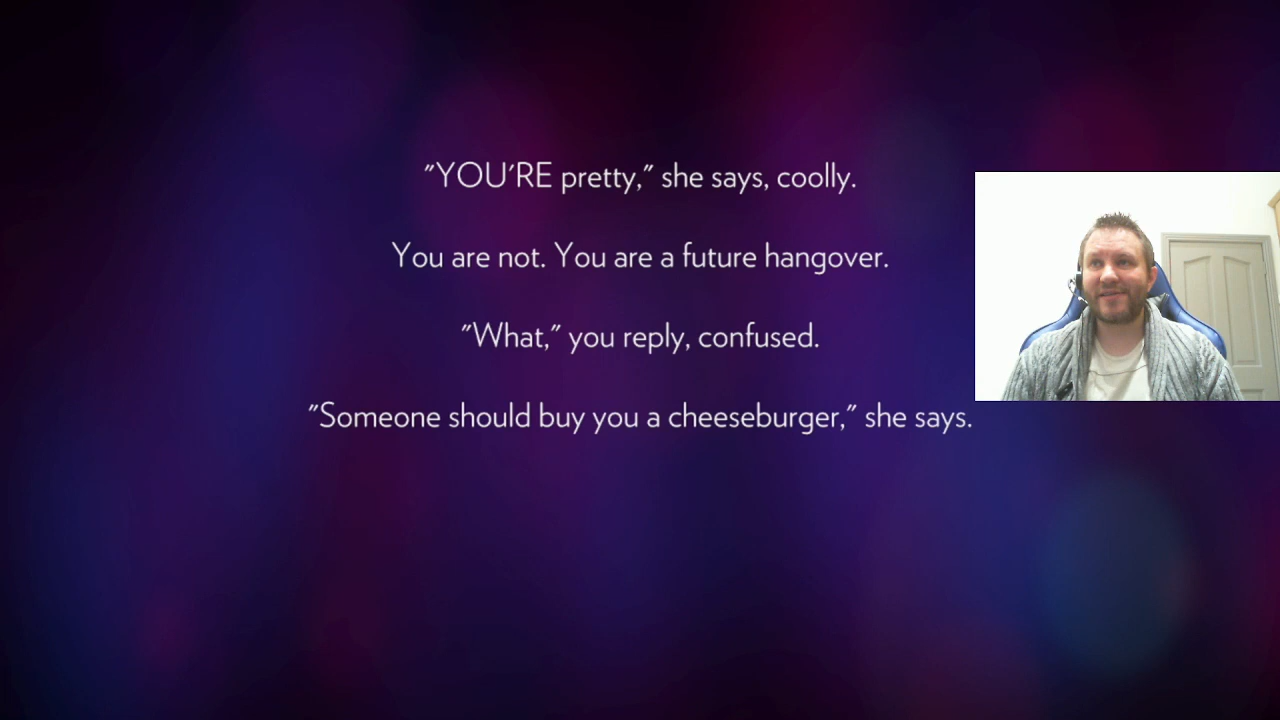 "YOU'RE pretty," she says, coolly.
You are not. You are a future hangover.
"What," you reply, confused.
"Someone should buy you a cheeseburger," she says.